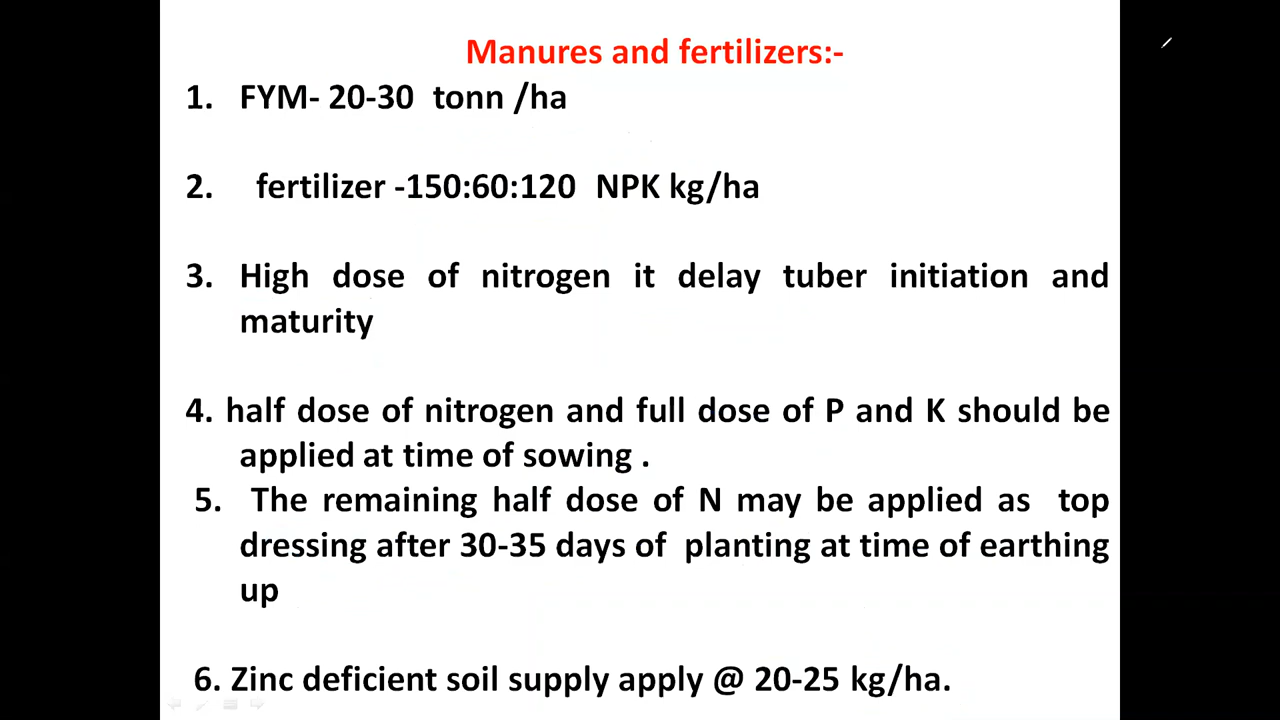 Manures and fertilizers:-
1. FYM- 20-30 tonn /ha
2. fertilizer -150:60:120 NPK kg/ha
3. High dose of nitrogen it delay tuber initiation and
maturity
4. half dose of nitrogen and full dose of P and K should be
applied at time of sowing .
5. The remaining half dose of N may be applied as top
dressing after 30-35 days of planting at time of earthing
up
6. Zinc deficient soil supply apply @ 20-25 kg/ha.